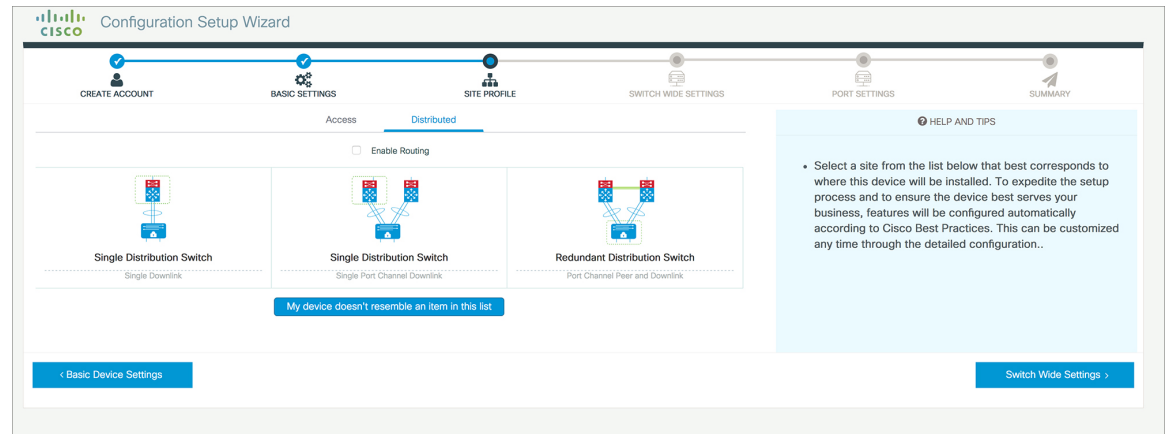 CISCO
Configuration Setup Wizard
CREATE ACCOUNT
BASIC SETTINGS
SITE PROFILE
SWITCH WIDE SETTINGS
PORT SETTINGS
SUMMARY
Access
Distributed
Enable Routing
Single Distribution Switch
Single Downlink
Single Distribution Switch
Single Port Channel Downlink
Redundant Distribution Switch
Port Channel Peer and Downlink
My device doesn't resemble an item in this list
HELP AND TIPS
• Select a site from the list below that best corresponds to
where this device will be installed. To expedite the setup
process and to ensure the device best serves your
business, features will be configured automatically
according to Cisco Best Practices. This can be customized
any time through the detailed configuration..
‹ Basic Device Settings
Switch Wide Settings ›